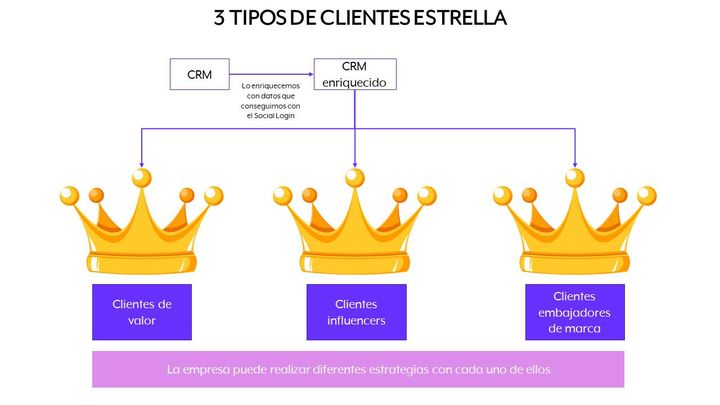 3 TIPOS DE CLIENTES ESTRELLA
CRM
CRM
enriquecido
Lo enriquecemos
con datos que
conseguimos con
el Social Login
Clientes de
valor
Clientes
influencers
Clientes
embajadores
de marca
La empresa puede realizar diferentes estrategias con cada uno de ellos